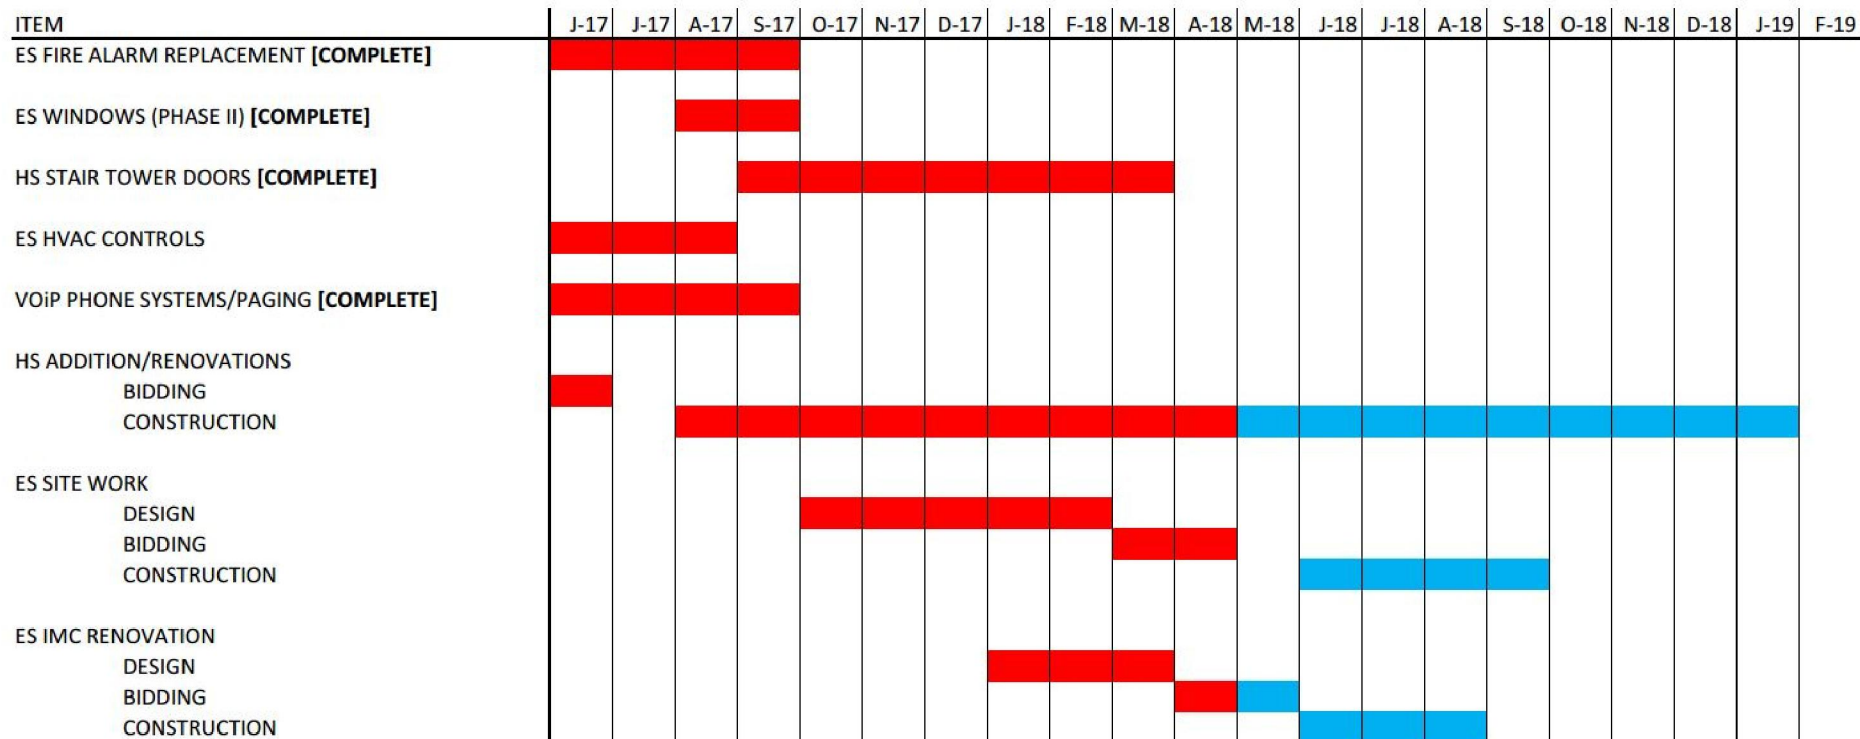 ITEM J-17 J-17 A-17 S-17 O-17 N-17 D-17 J-18 F-18 M-18 A-18 M-18 J-18 J-18 A-18 S-18 O-18 N-18 D-18 J-19 F-19
ES FIRE ALARM REPLACEMENT [COMPLETE]
ES WINDOWS (PHASE II) [COMPLETE]
HS STAIR TOWER DOORS [COMPLETE]
ES HVAC CONTROLS
VOiP PHONE SYSTEMS/PAGING [COMPLETE]
HS ADDITION/RENOVATIONS
BIDDING
CONSTRUCTION
ES SITE WORK
DESIGN
BIDDING
CONSTRUCTION
ES IMC RENOVATION
DESIGN
BIDDING
CONSTRUCTION